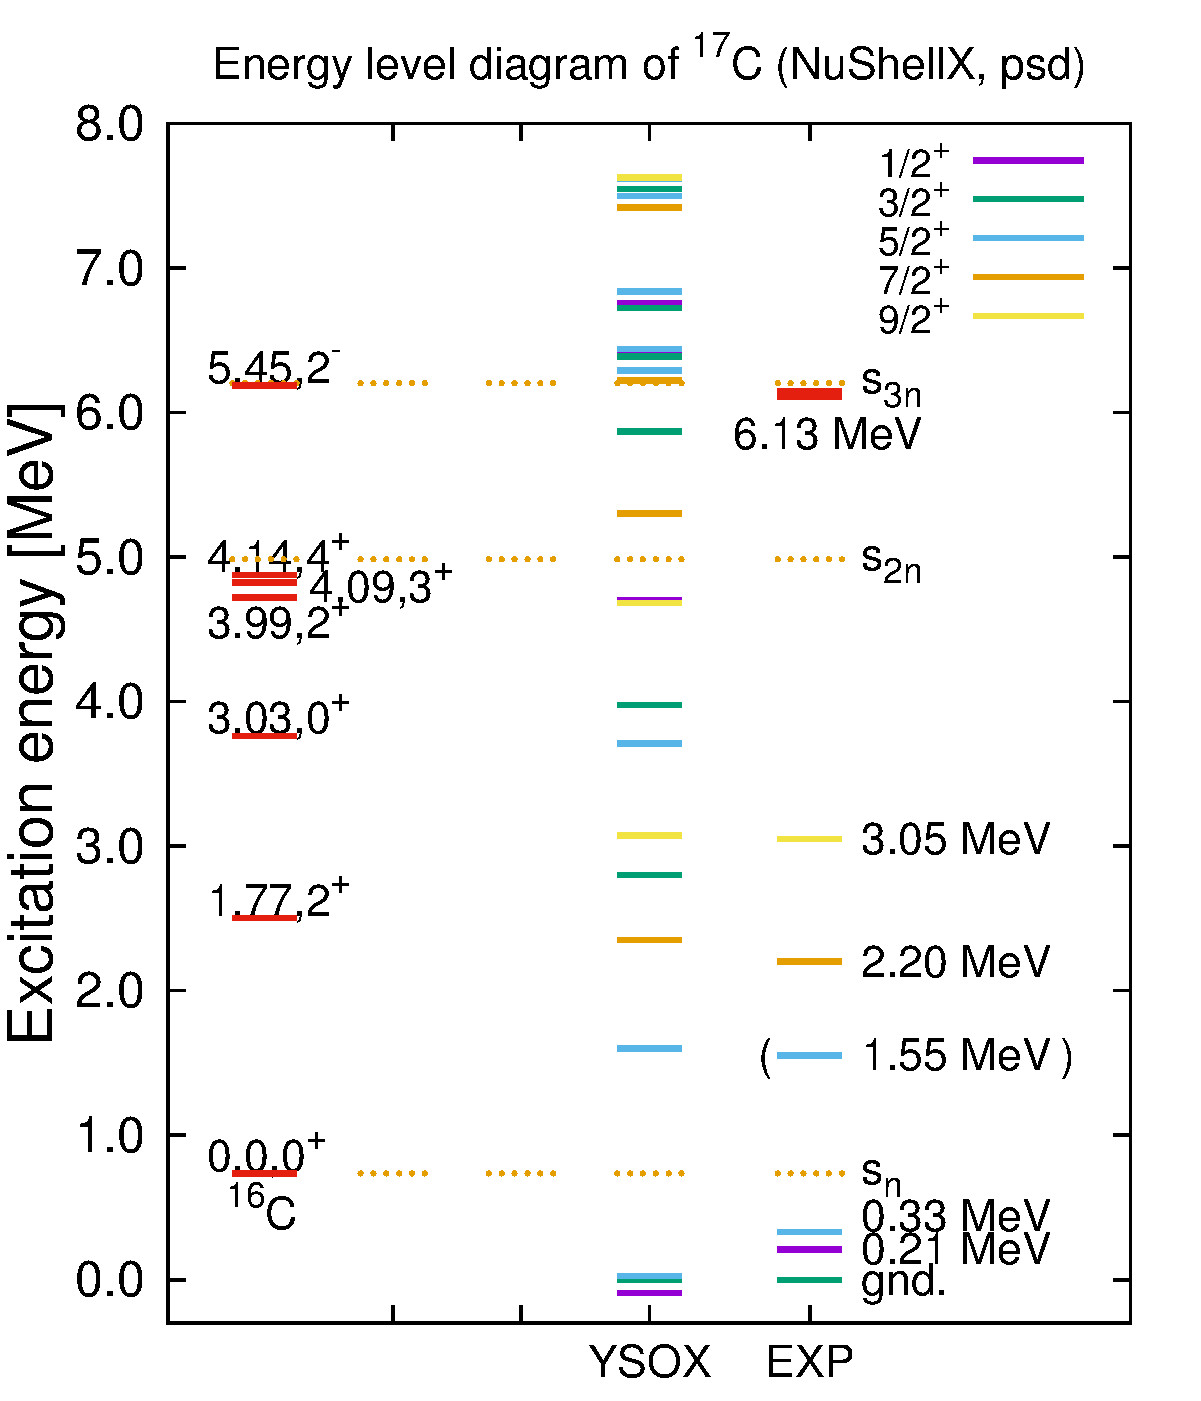 Energy level diagram of ¹⁷C (NuShellX, psd)
Excitation energy [MeV]
8.0
7.0
6.0
5.0
4.0
3.0
2.0
1.0
0.0
1/2⁺
3/2⁺
5/2⁺
7/2⁺
9/2⁺
5.45,2⁻
4.14,4⁺
4.09,3⁺
3.99,2⁺
3.03,0⁺
1.77,2⁺
0.0,0⁺
¹⁶C
s₃ₙ
6.13 MeV
s₂ₙ
3.05 MeV
2.20 MeV
( 1.55 MeV )
sₙ
0.33 MeV
0.21 MeV
gnd.
YSOX EXP